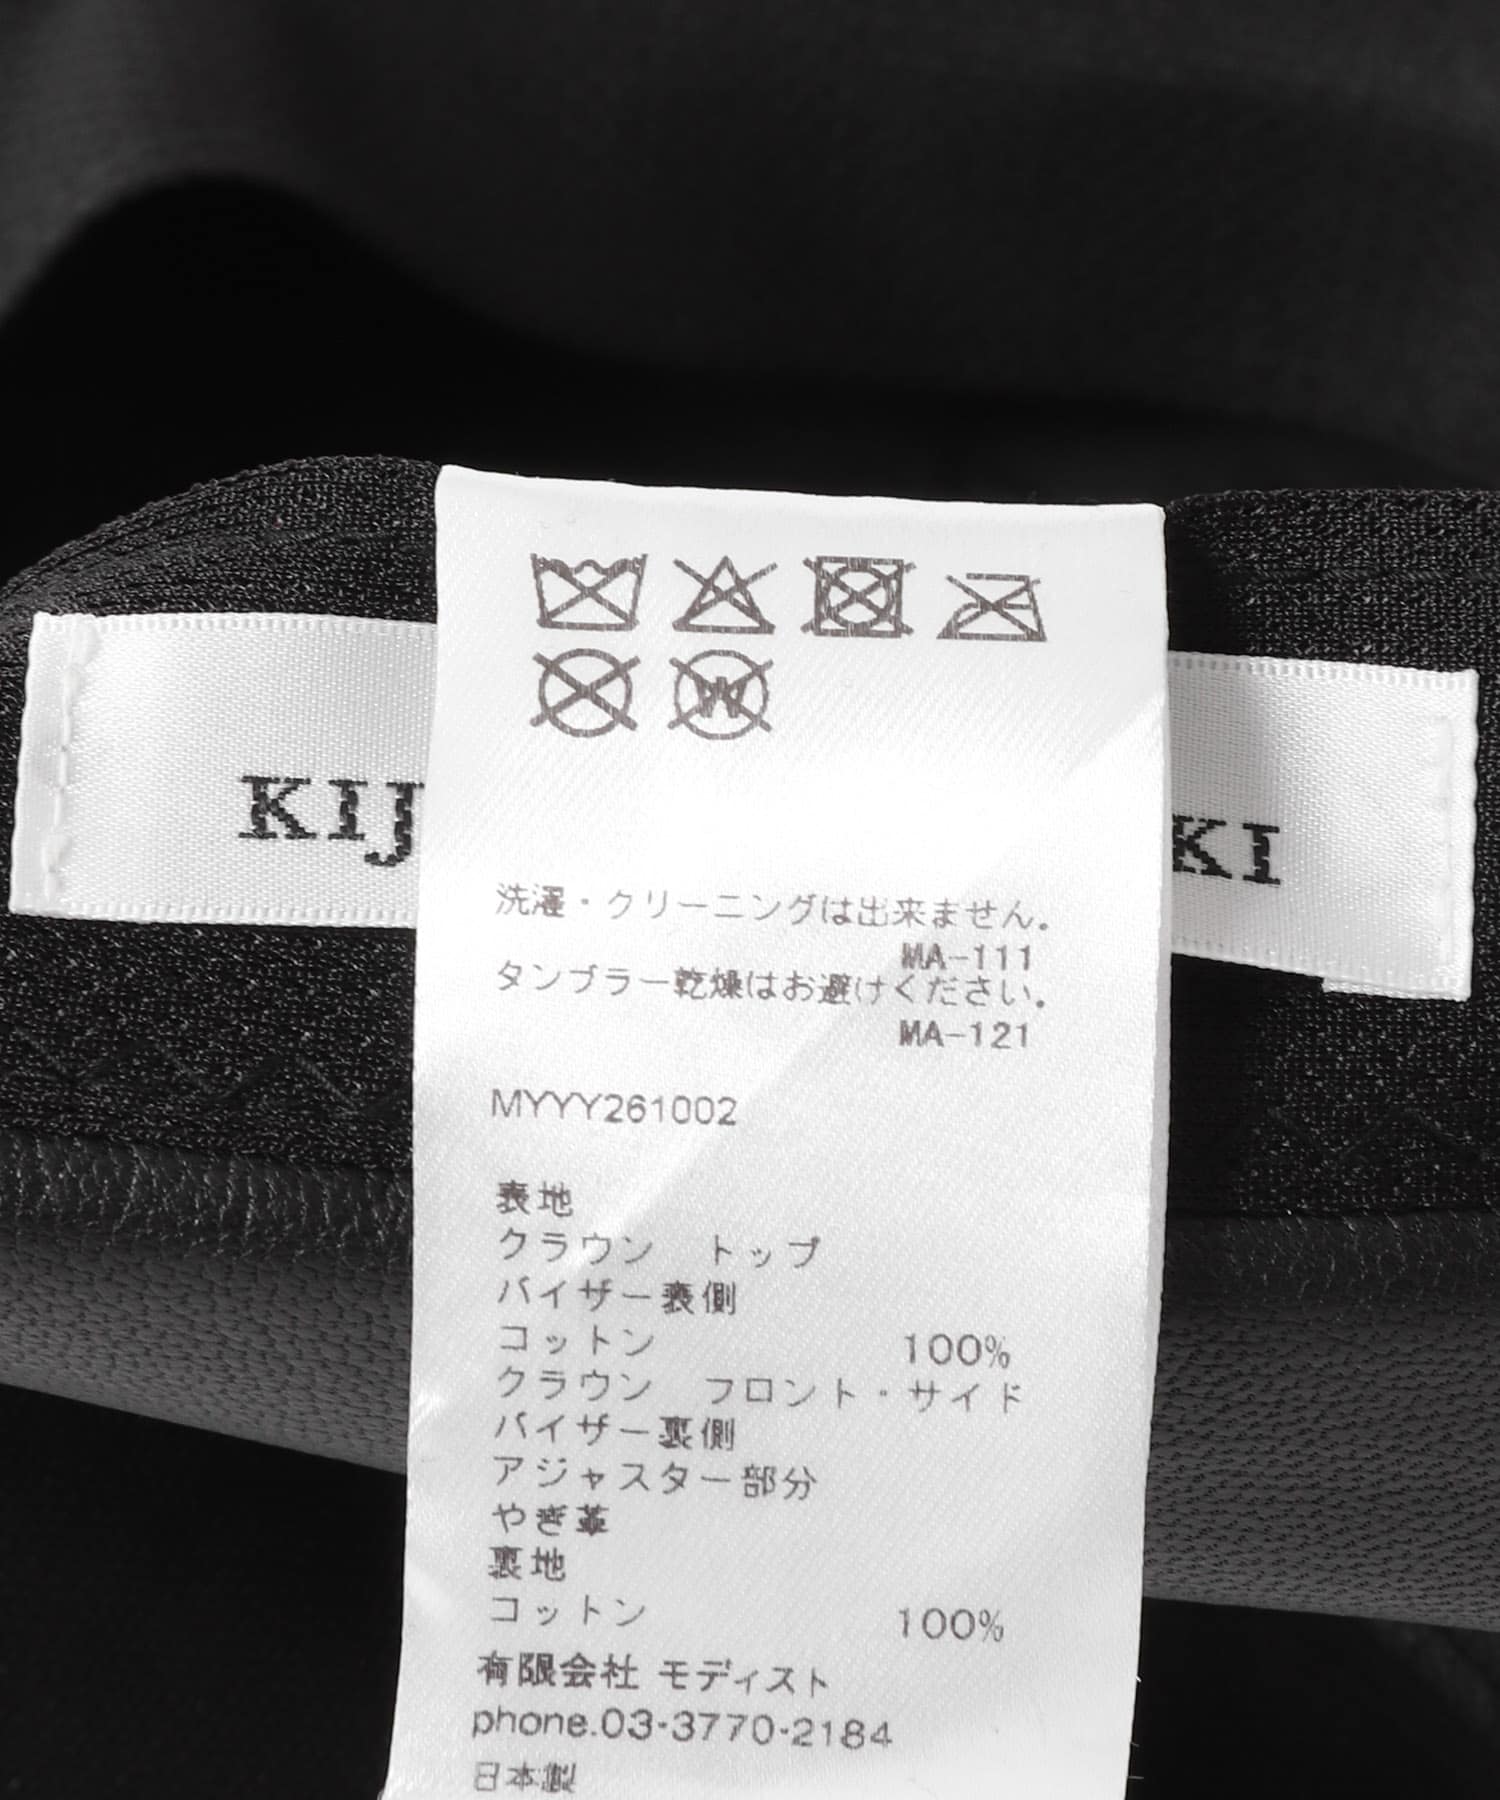 KIJ
KI
W
洗濯・クリーニングは出来ません。
MA-111
タンブラー乾燥はお避けください。
MA-121
MYYY261002
表地
クラウン トップ
バイザー表側
コットン 100%
クラウン フロント・サイド
バイザー裏側
アジャスター部分
やぎ革
裏地
コットン 100%
有限会社 モディスト
phone.03-3770-2184
日本製